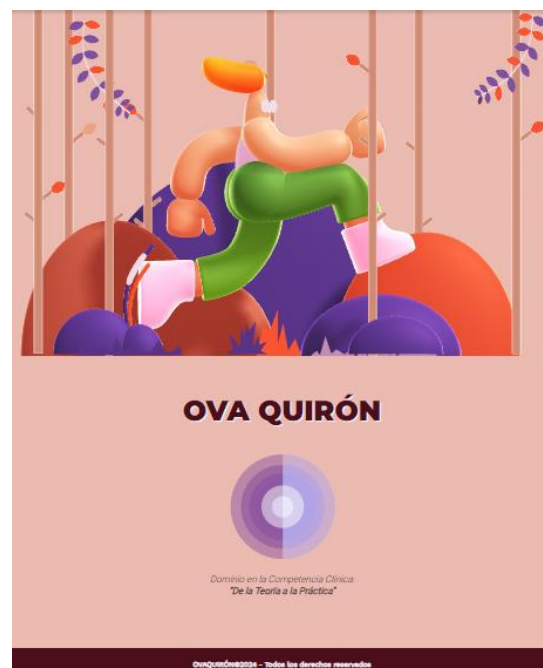 OVA QUIRÓN
Dominio en la Competencia Clínica:
"De la Teoría a la Práctica"
OVAQUIRÓN®2024 - Todos los derechos reservados